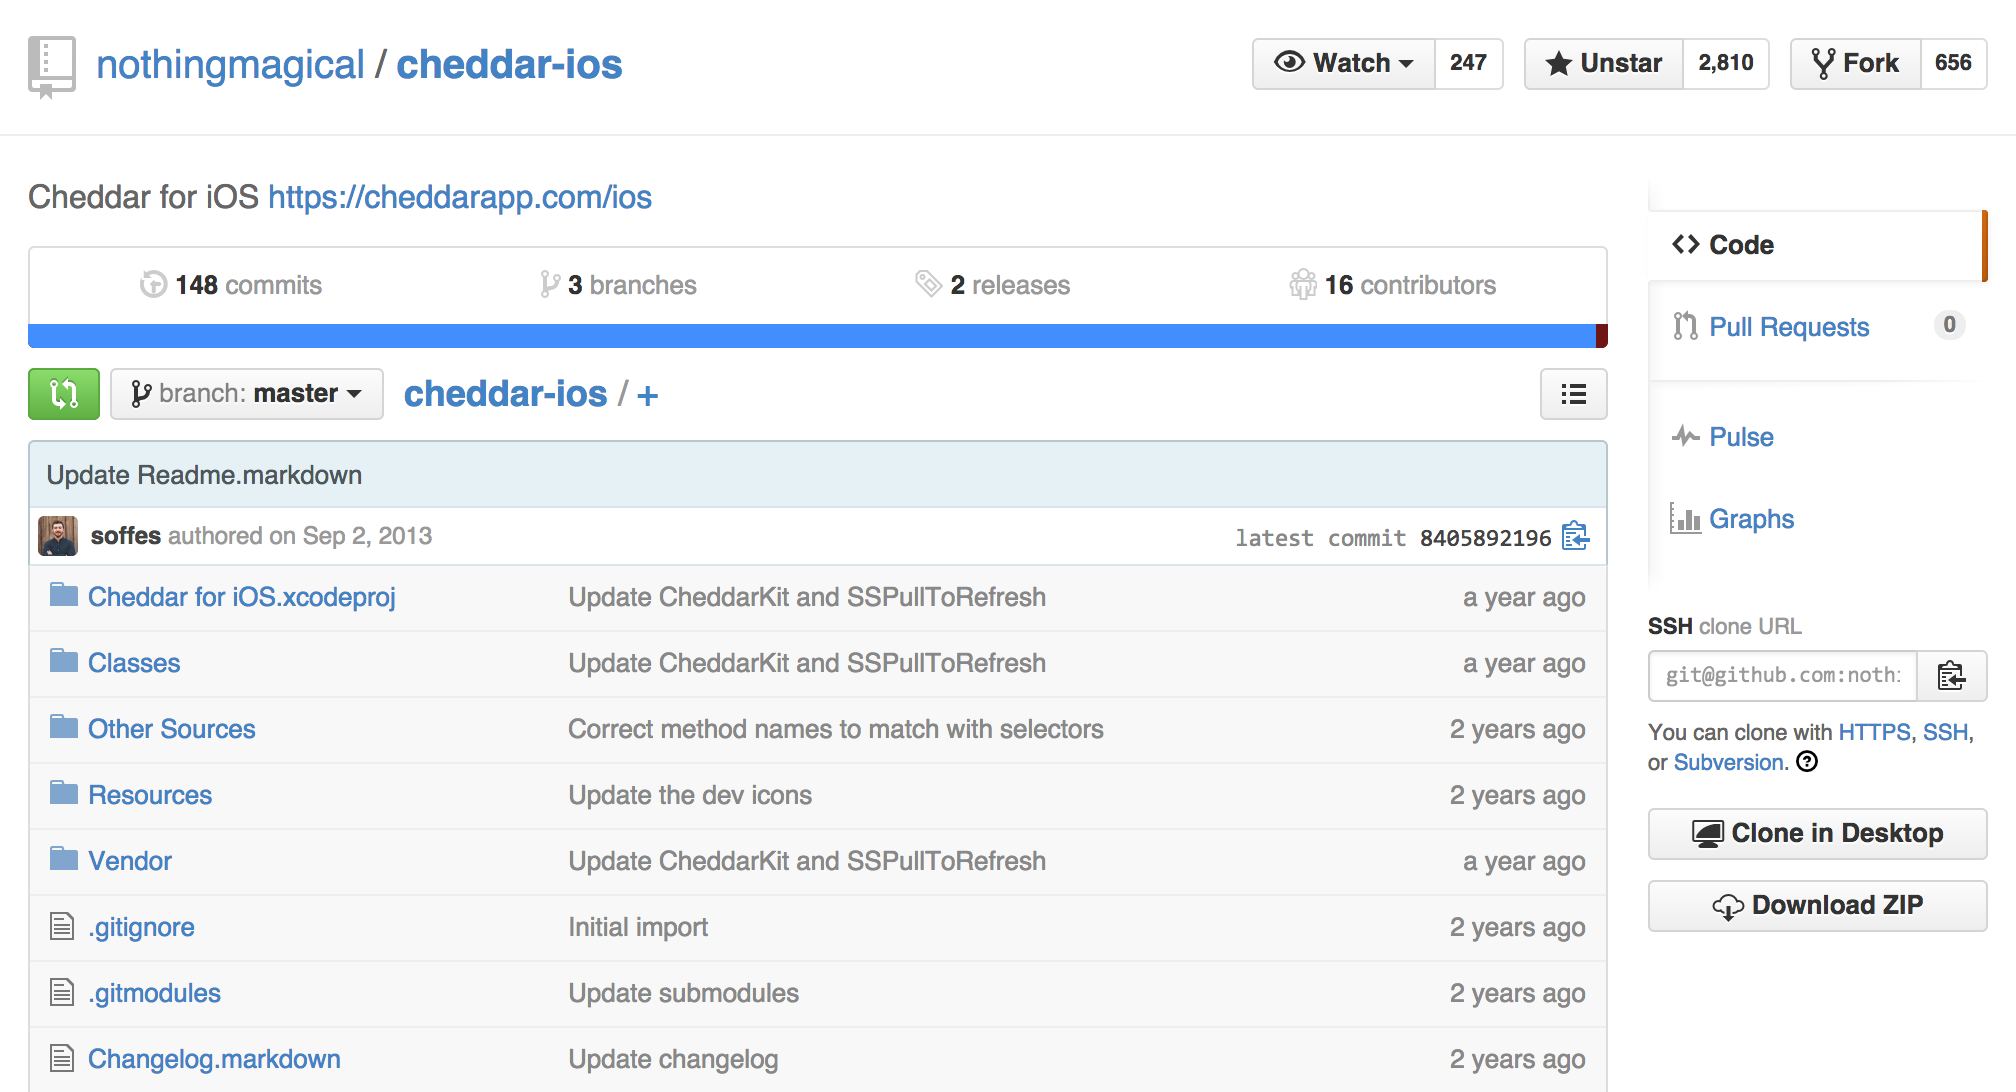 nothingmagical / cheddar-ios
Watch 247
Unstar 2,810
Fork 656
Cheddar for iOS https://cheddarapp.com/ios
148 commits
3 branches
2 releases
16 contributors
branch: master
cheddar-ios / +
Update Readme.markdown
soffes authored on Sep 2, 2013
latest commit 8405892196
Cheddar for iOS.xcodeproj Update CheddarKit and SSPullToRefresh a year ago
Classes Update CheddarKit and SSPullToRefresh a year ago
Other Sources Correct method names to match with selectors 2 years ago
Resources Update the dev icons 2 years ago
Vendor Update CheddarKit and SSPullToRefresh a year ago
.gitignore Initial import 2 years ago
.gitmodules Update submodules 2 years ago
Changelog.markdown Update changelog 2 years ago
Code
Pull Requests 0
Pulse
Graphs
SSH clone URL
git@github.com:noth
You can clone with HTTPS, SSH,
or Subversion. ?
Clone in Desktop
Download ZIP